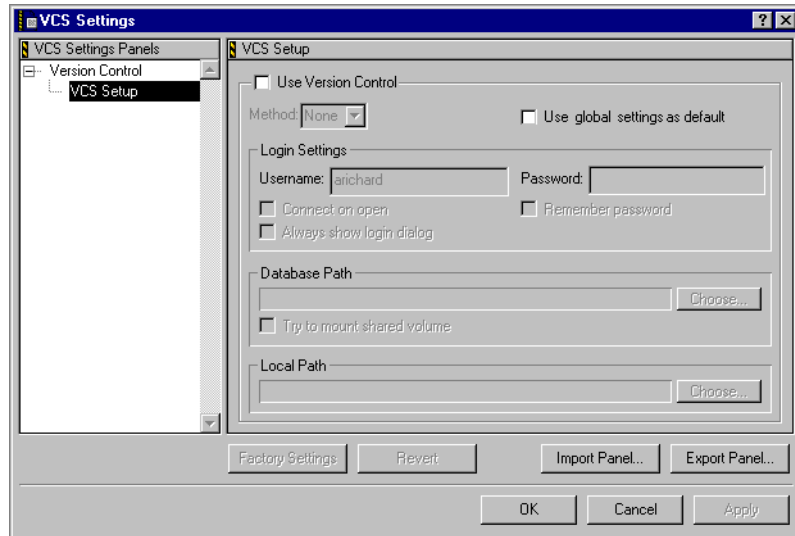 VCS Settings
VCS Settings Panels
Version Control
VCS Setup
VCS Setup
Use Version Control
Method: None
Use global settings as default
Login Settings
Username: arichard
Password:
Connect on open
Remember password
Always show login dialog
Database Path
Choose...
Try to mount shared volume
Local Path
Choose...
Factory Settings
Revert
Import Panel...
Export Panel...
OK
Cancel
Apply